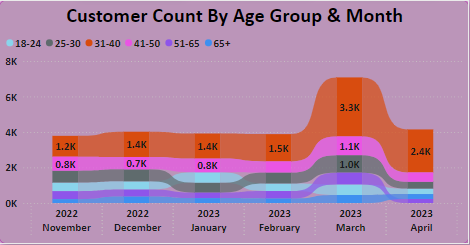 Customer Count By Age Group & Month
18-24 25-30 31-40 41-50 51-65 65+
8K
6K
4K
2K
0K
1.2K 1.4K 1.4K 1.5K 3.3K 2.4K
0.8K 0.7K 0.8K 1.1K
1.0K
2022 2022 2023 2023 2023 2023
November December January February March April